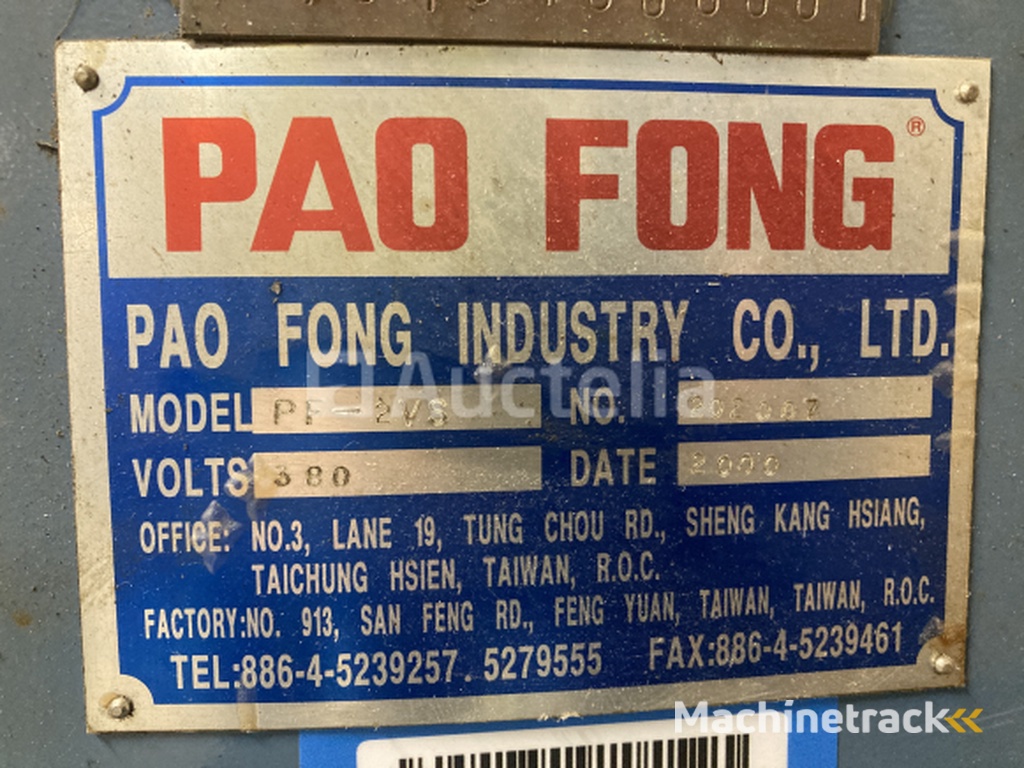 PAO FONG®
PAO FONG INDUSTRY CO., LTD.
MODEL PF-2VS NO.
VOLTS 380 DATE 2000
OFFICE: NO.3, LANE 19, TUNG CHOU RD., SHENG KANG HSIANG,
TAICHUNG HSIEN, TAIWAN, R.O.C.
FACTORY:NO. 913, SAN FENG RD., FENG YUAN, TAIWAN, TAIWAN, R.O.C.
TEL:886-4-5239257. 5279555 FAX:886-4-5239461
Auctelia
Machinetrack